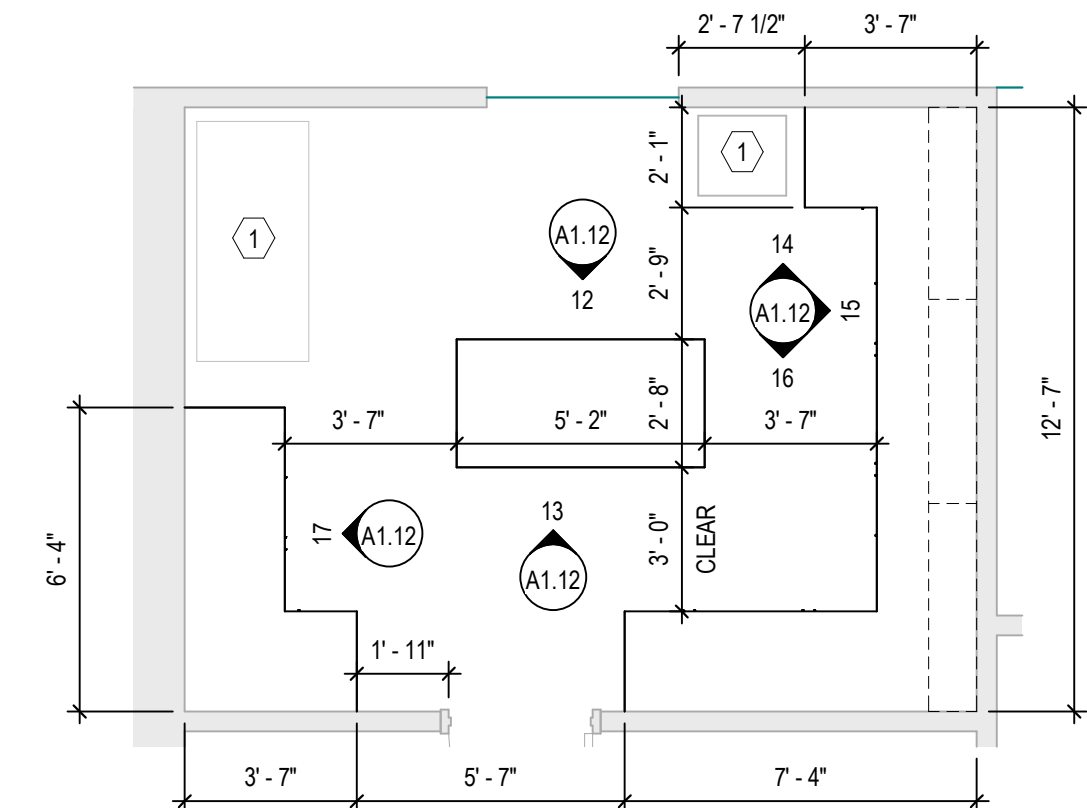 2' - 7 1/2"
3' - 7"
2' - 1"
1
1
A1.12
12
2' - 9"
14
A1.12
15
16
12' - 7"
3' - 7"
5' - 2"
2' - 8"
3' - 7"
6' - 4"
17
A1.12
13
A1.12
3' - 0"
CLEAR
1' - 11"
3' - 7"
5' - 7"
7' - 4"